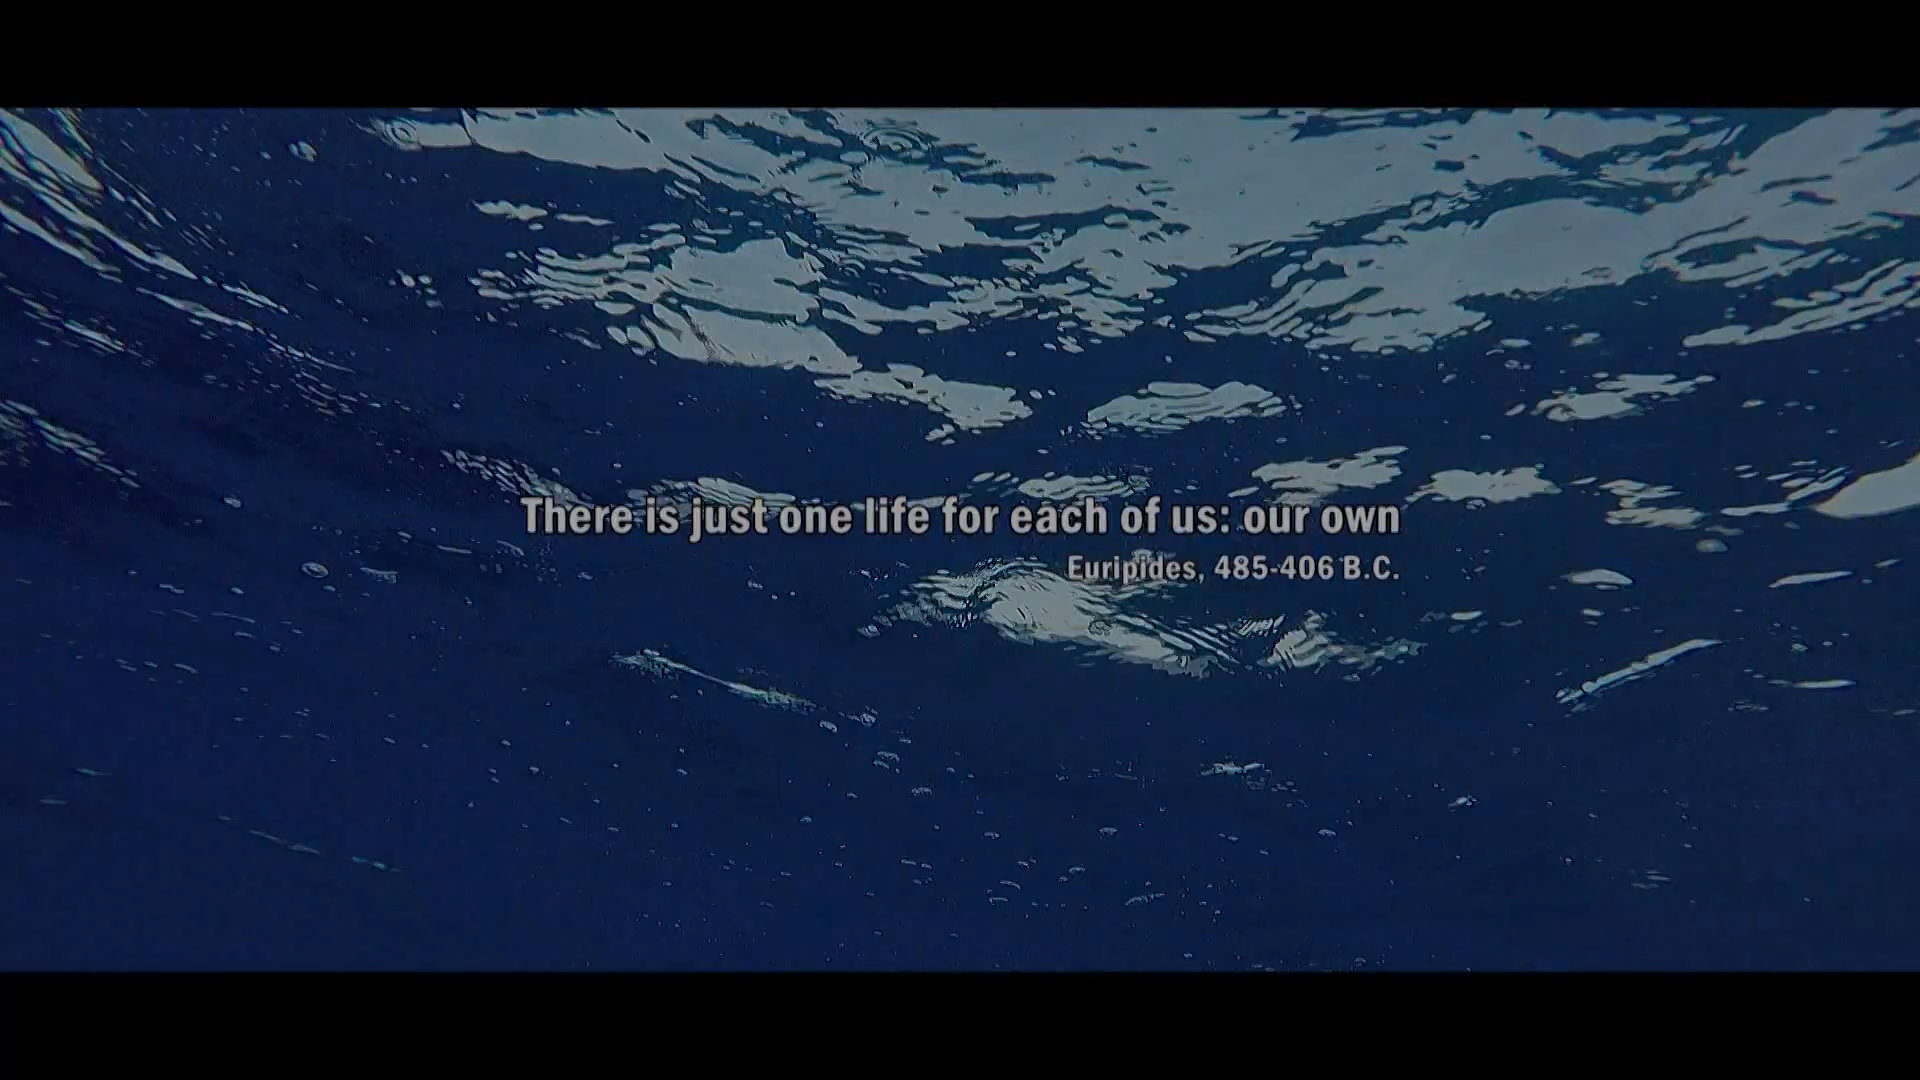 There is just one life for each of us: our own
Euripides, 485-406 B.C.